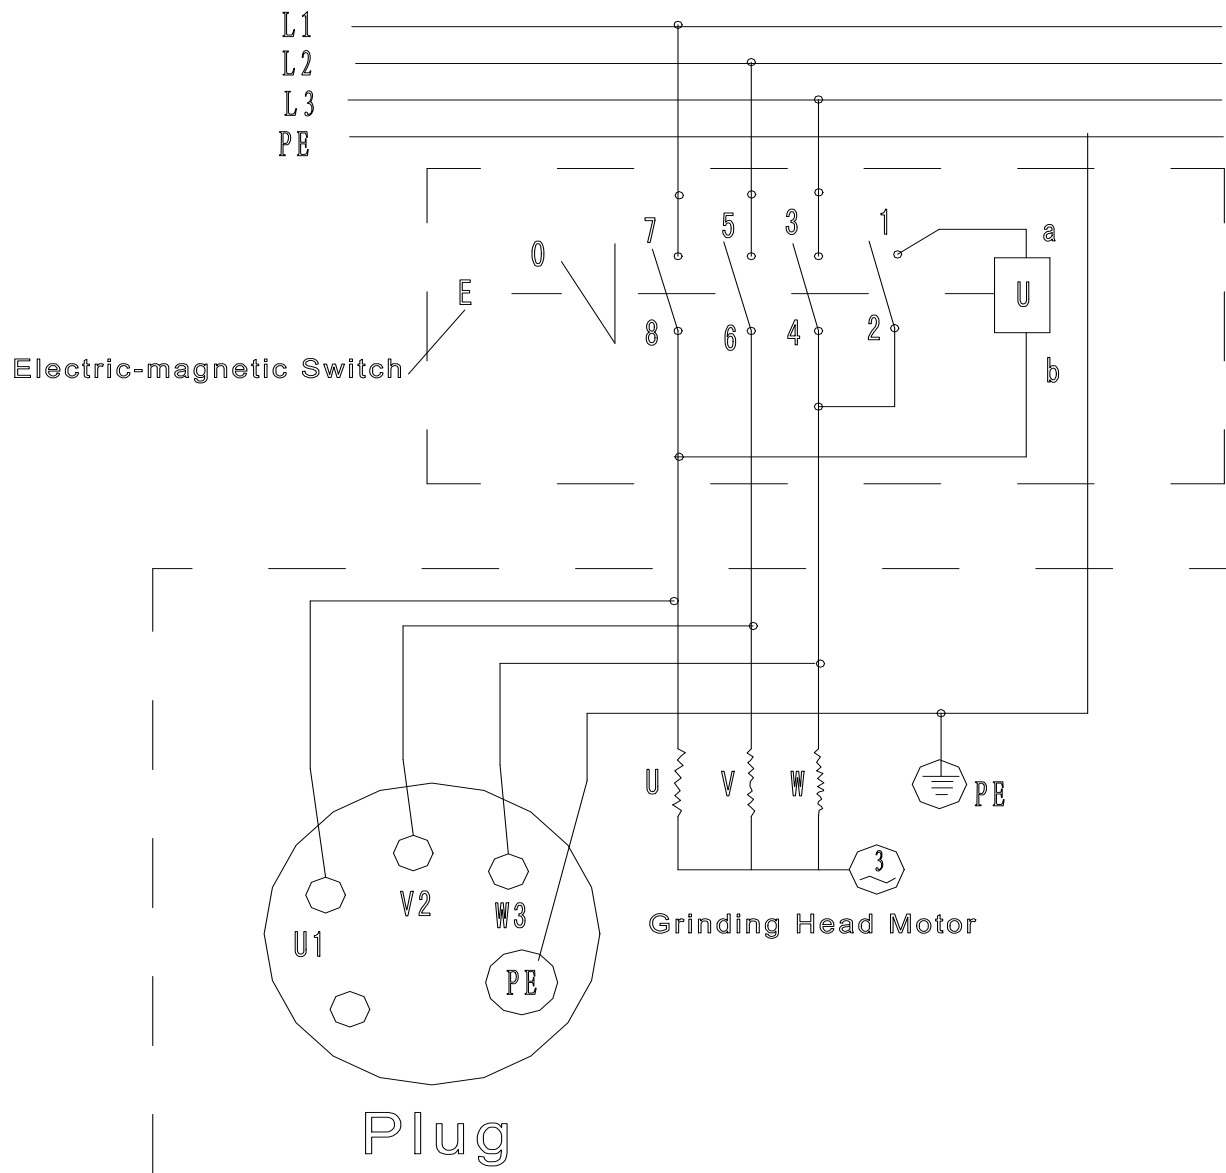 L1
L2
L3
PE
7
5
3
1
a
0
E
U
8
6
4
2
Electric-magnetic Switch
b
U
V
W
PE
3
V2
W3
Grinding Head Motor
U1
PE
Plug